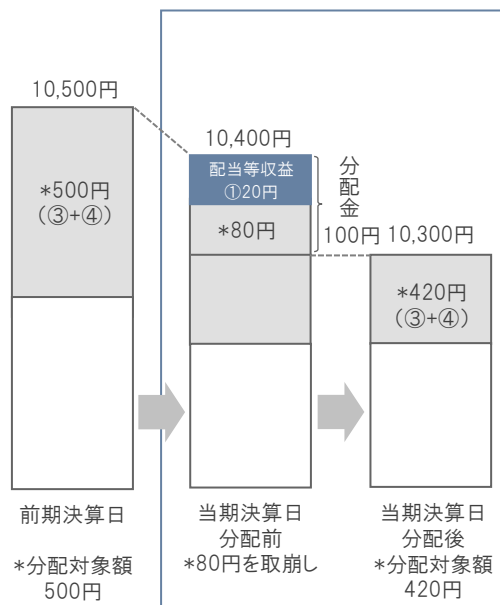 10,500円
*500円
(③+④)
前期決算日
*分配対象額
500円
10,400円
配当等収益
①20円
*80円
分配金
100円
当期決算日
分配前
*80円を取崩し
10,300円
*420円
(③+④)
当期決算日
分配後
*分配対象額
420円